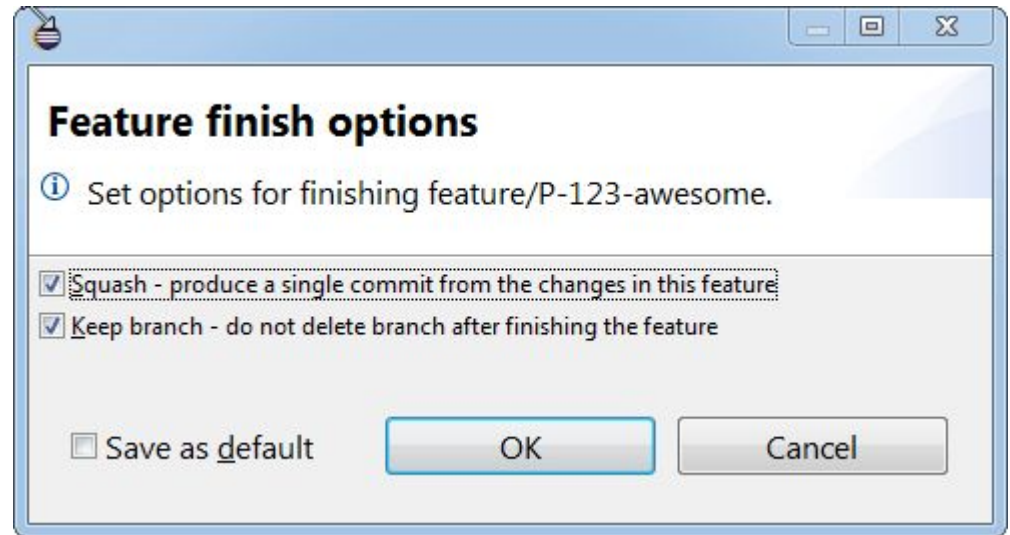 Feature finish options
Set options for finishing feature/P-123-awesome.
Squash - produce a single commit from the changes in this feature
Keep branch - do not delete branch after finishing the feature
Save as default
OK
Cancel